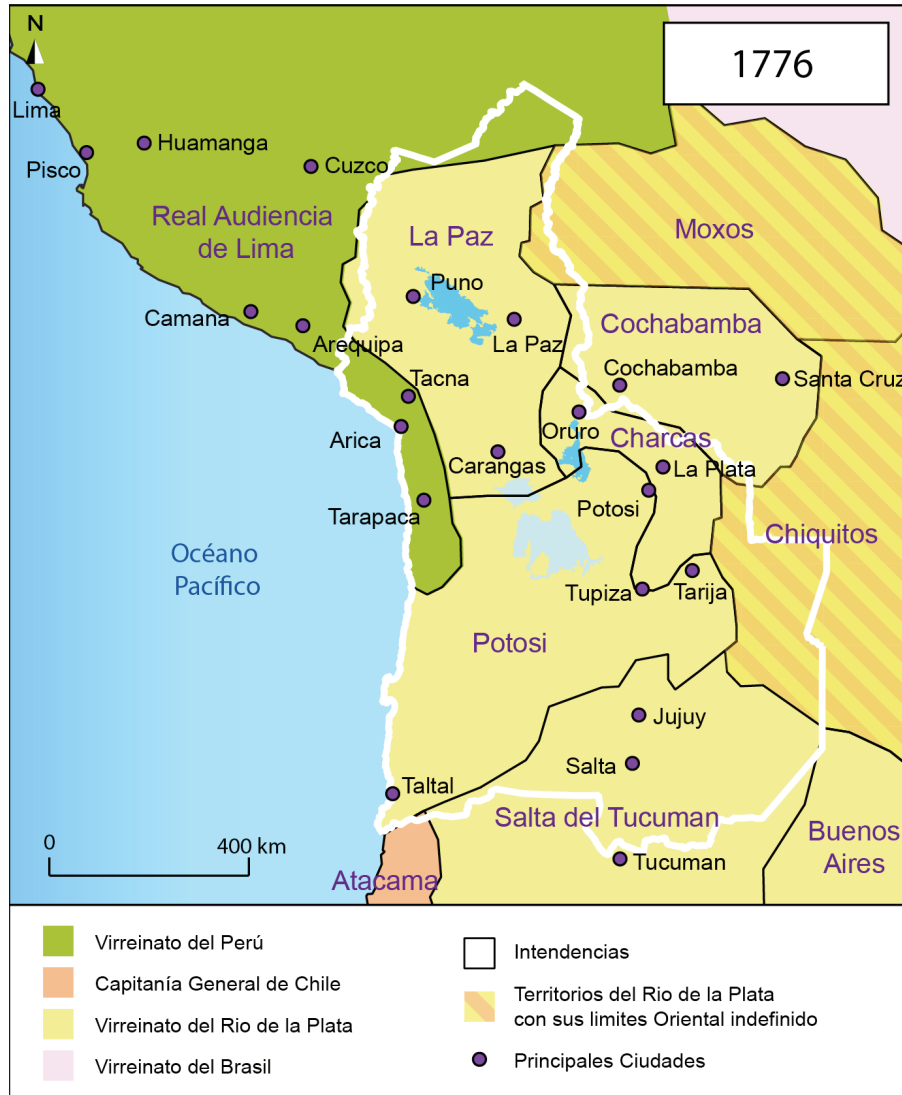 N
1776
Lima
Huamanga
Pisco
Cuzco
Real Audiencia
de Lima
La Paz
Moxos
Puno
Camana
Arequipa
La Paz
Cochabamba
Tacna
Cochabamba
Santa Cruz
Arica
Oruro
Charcas
Carangas
La Plata
Potosi
Tarapaca
Chiquitos
Océano
Pacífico
Tupiza
Tarija
Potosi
Jujuy
Salta
Taltal
Salta del Tucuman
Buenos
Aires
0
400 km
Tucuman
Atacama
Virreinato del Perú
Capitanía General de Chile
Virreinato del Rio de la Plata
Virreinato del Brasil
Intendencias
Territorios del Rio de la Plata
con sus limites Oriental indefinido
Principales Ciudades